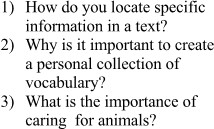 1) How do you locate specific
information in a text?
2) Why is it important to create
a personal collection of
vocabulary?
3) What is the importance of
caring for animals?